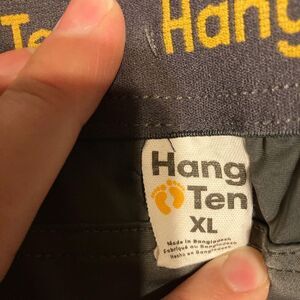 Ten
Hang
Hang
Ten
XL
Made in Bangladesh
Fabriqué au Bangladesh
Hecho en Bangladesh